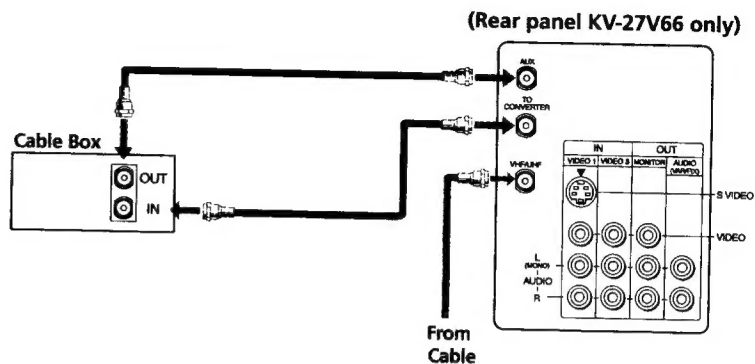 (Rear panel KV-27V66 only)
AUX
TO
CONVERTER
VHF/UHF
Cable Box
OUT
IN
From
Cable
IN
OUT
VIDEO 1
VIDEO 3
MONITOR
AUDIO
(VAR/FIX)
S VIDEO
VIDEO
L
(MONO)
AUDIO
R